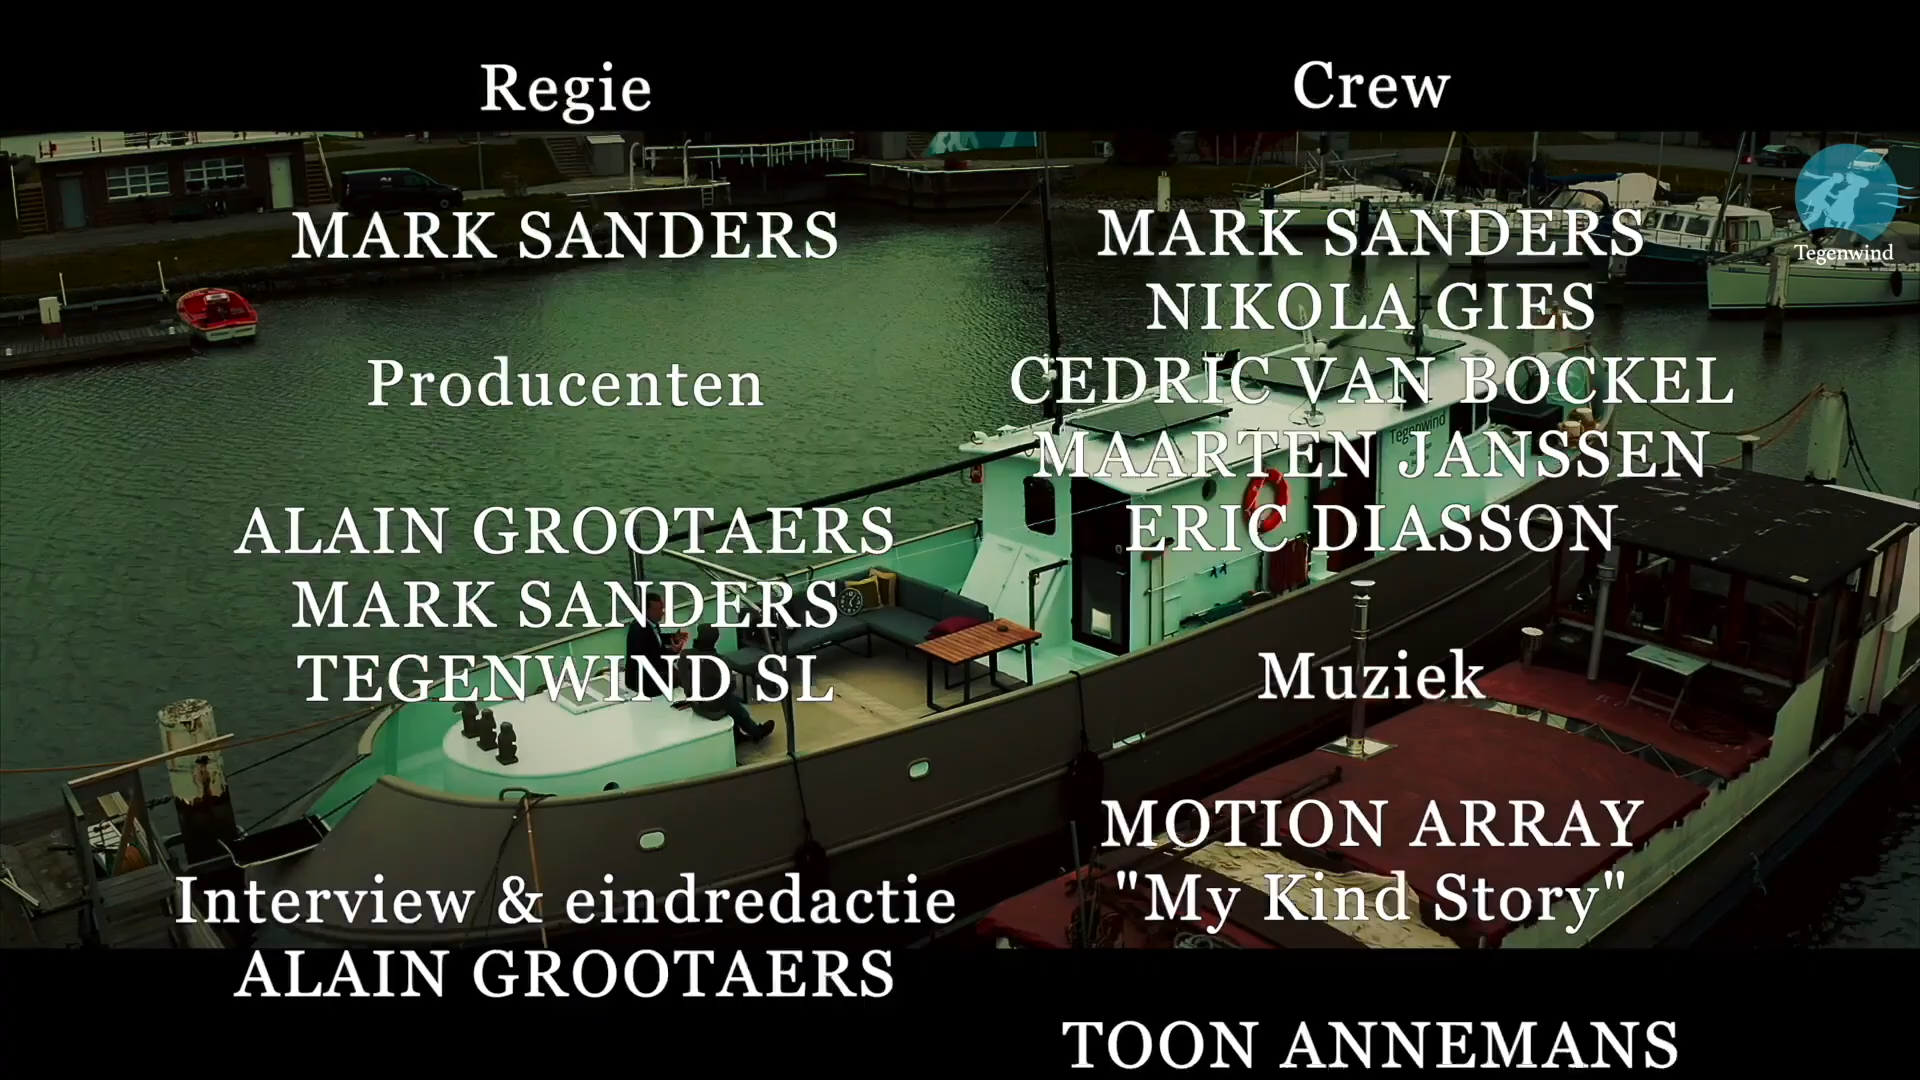 Regie
MARK SANDERS
Producenten
ALAIN GROOTAERS
MARK SANDERS
TEGENWIND SL
Interview & eindredactie
ALAIN GROOTAERS
Crew
MARK SANDERS
NIKOLA GIES
CEDRIC VAN BOCKEL
MAARTEN JANSSEN
ERIC DIASSON
Muziek
MOTION ARRAY
"My Kind Story"
TOON ANNEMANS
Tegenwind
Tegenwind